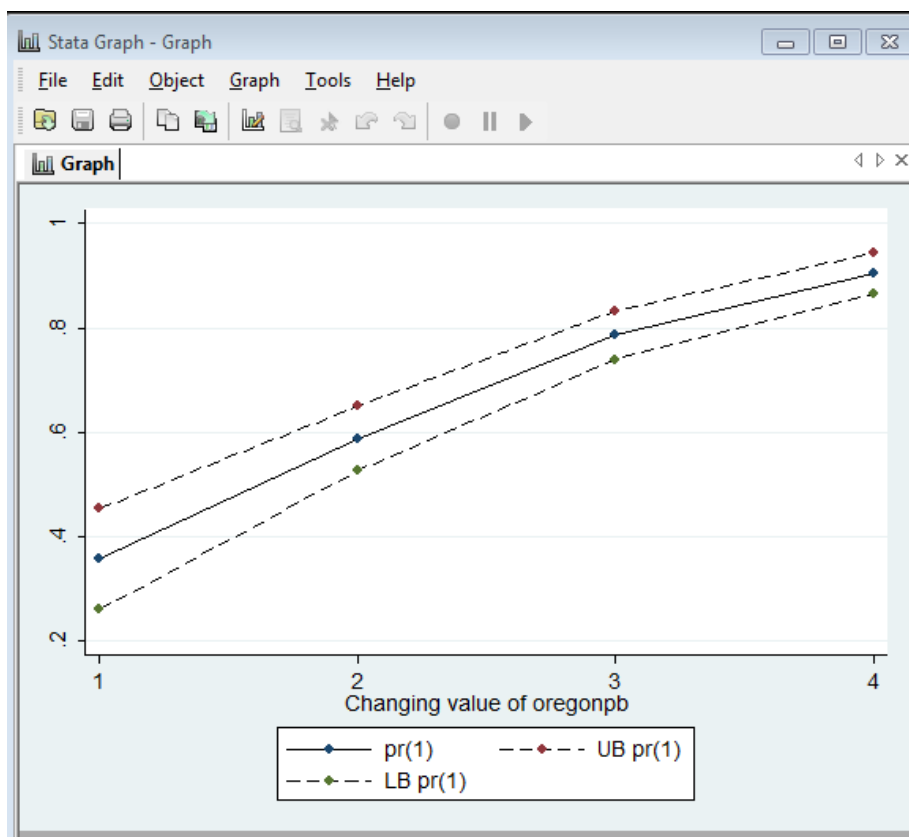 Stata Graph - Graph
File Edit Object Graph Tools Help
Graph
1
.8
.6
.4
.2
1 2 3 4
Changing value of oregonpb
pr(1) UB pr(1)
LB pr(1)